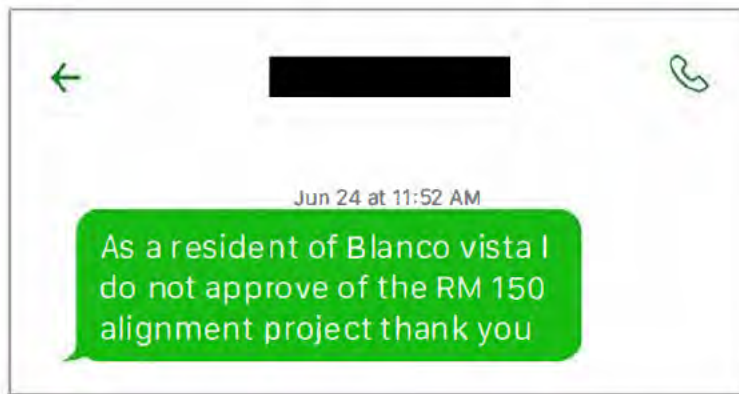 Jun 24 at 11:52 AM
As a resident of Blanco vista I
do not approve of the RM 150
alignment project thank you